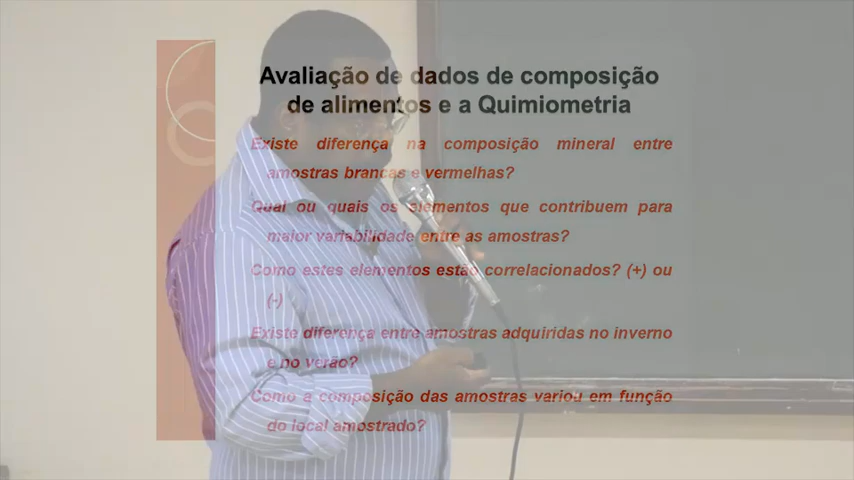 Avaliação de dados de composição
de alimentos e a Quimiometria
Existe diferença na composição mineral entre
amostras brancas e vermelhas?
Qual ou quais os elementos que contribuem para
maior variabilidade entre as amostras?
Como estes elementos estão correlacionados? (+) ou
(-)
Existe diferença entre amostras adquiridas no inverno
e no verão?
Como a composição das amostras variou em função
do local amostrado?